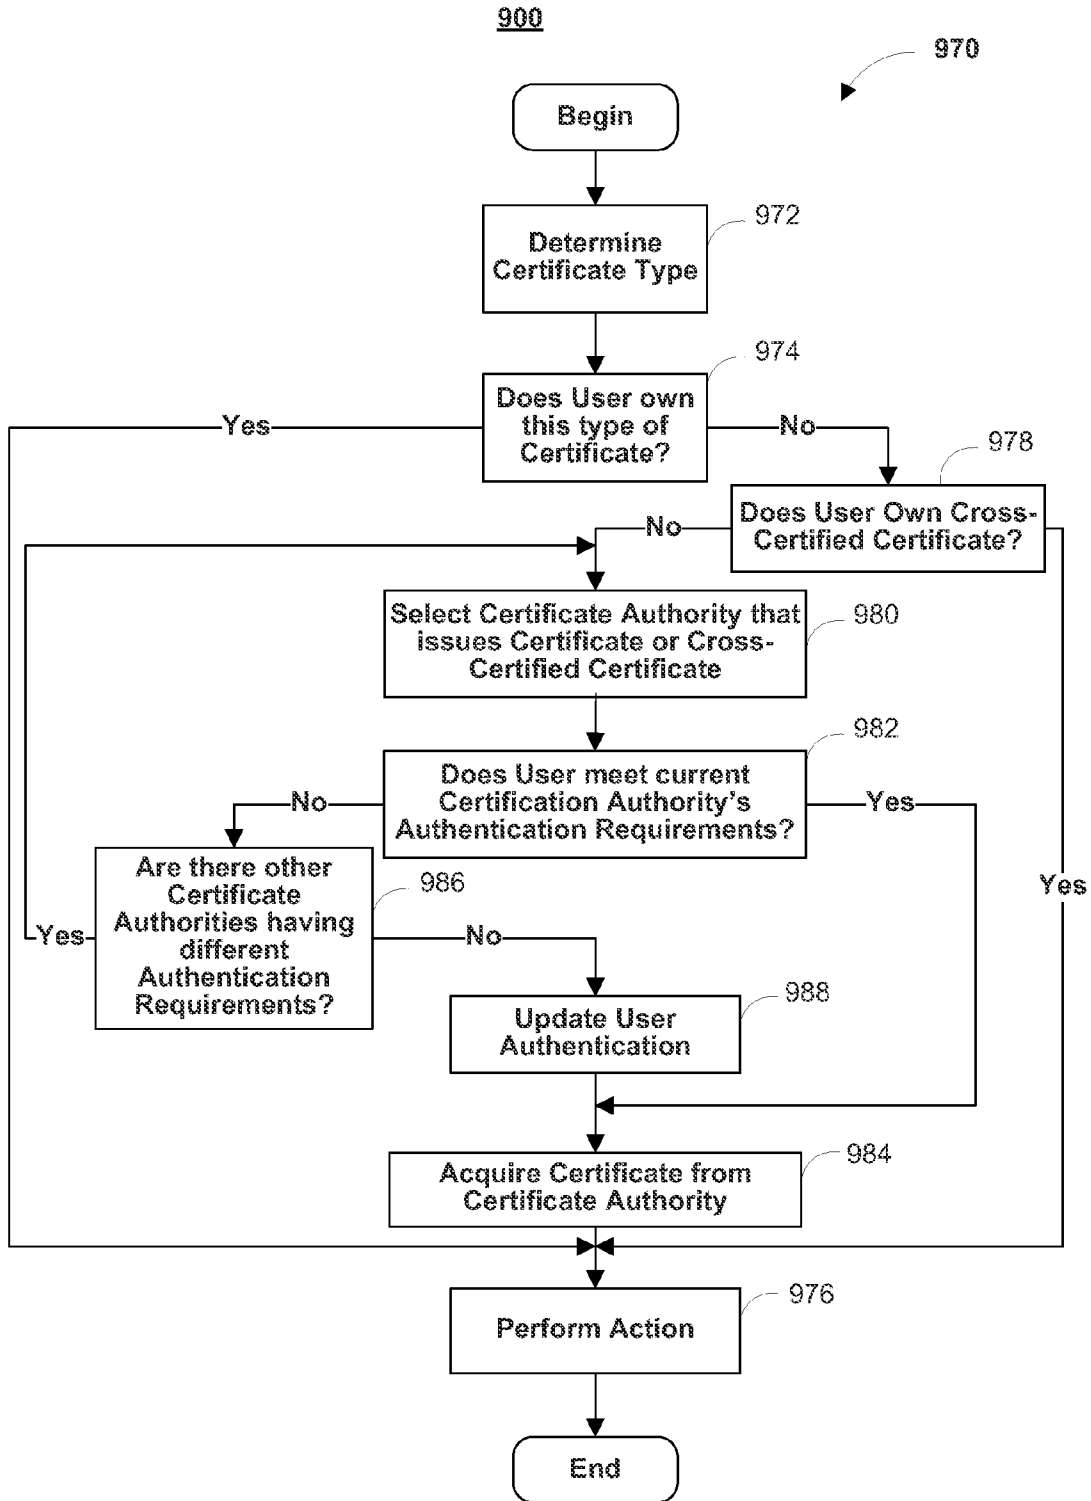 900
970
Begin
972
Determine
Certificate Type
974
Does User own
this type of
Certificate?
Yes
No
978
Does User Own Cross-
Certified Certificate?
No
980
Select Certificate Authority that
issues Certificate or Cross-
Certified Certificate
982
Does User meet current
Certification Authority's
Authentication Requirements?
No
Yes
Are there other
Certificate
Authorities having
different
Authentication
Requirements?
986
Yes
Yes
No
988
Update User
Authentication
984
Acquire Certificate from
Certificate Authority
976
Perform Action
End